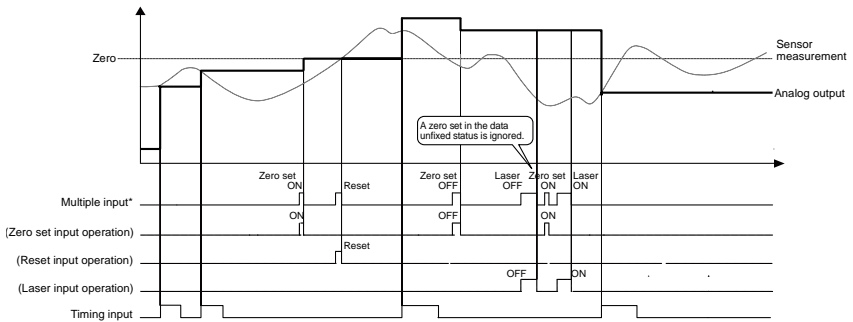 Zero
Sensor
measurement
Analog output
A zero set in the data
unfixed status is ignored.
Zero set
ON
Reset
Zero set
OFF
Laser
OFF
Zero set
ON
Laser
ON
Multiple input*
(Zero set input operation)
ON
OFF
ON
(Reset input operation)
Reset
(Laser input operation)
OFF
ON
Timing input